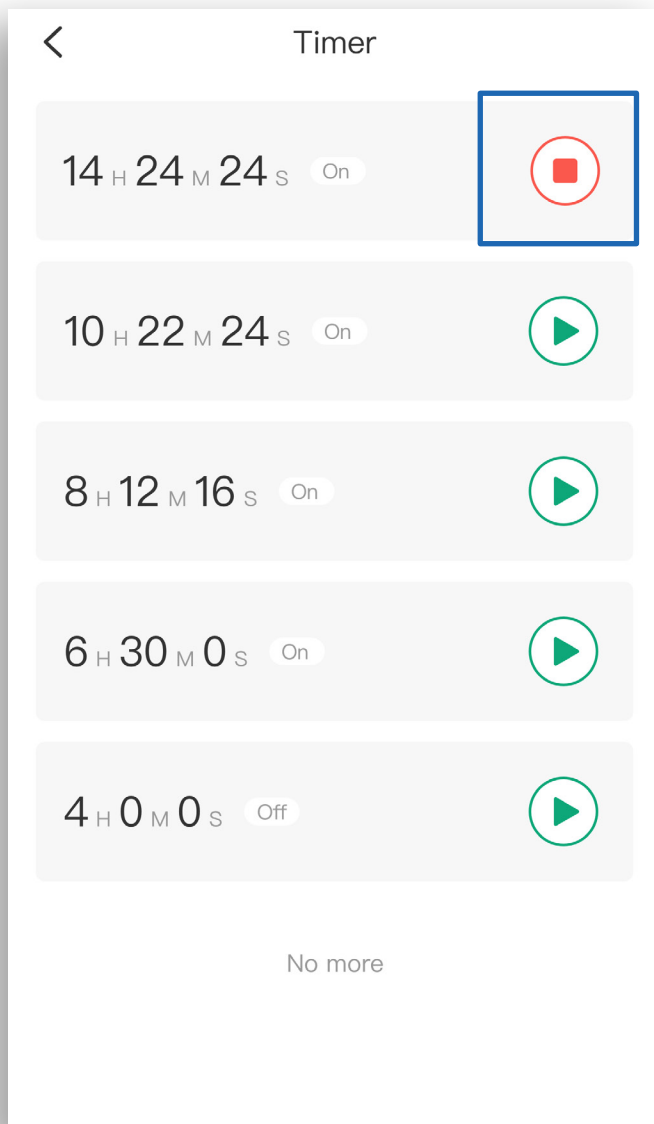 Timer
14 H 24 M 24 S On
10 H 22 M 24 S On
8 H 12 M 16 S On
6 H 30 M 0 S On
4 H 0 M 0 S Off
No more